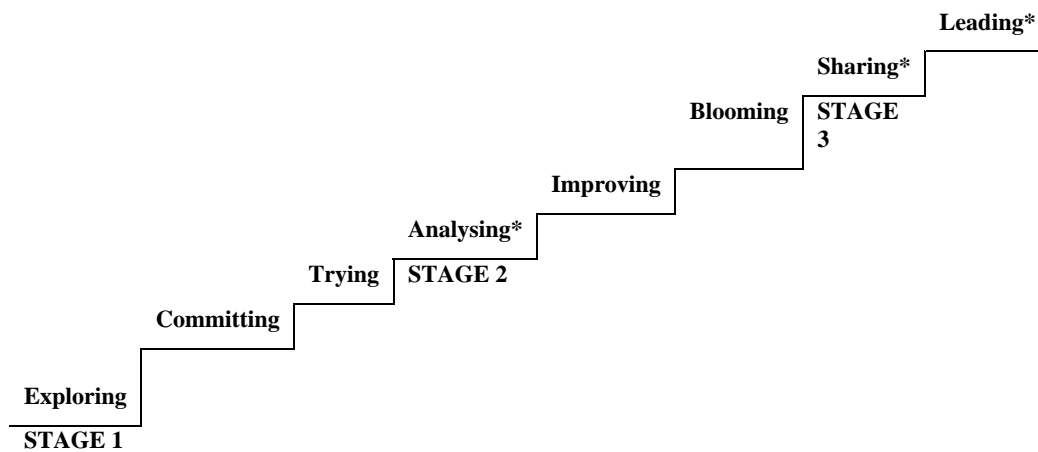 Leading*
Sharing*
Blooming
STAGE
3
Improving
Analysing*
Trying
STAGE 2
Committing
Exploring
STAGE 1